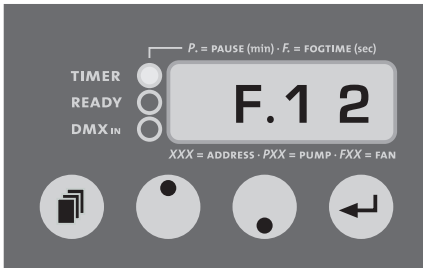 P. = PAUSE (min) · F. = FOGTIME (sec)
TIMER
READY
DMX IN
F.12
XXX = ADDRESS · PXX = PUMP · FXX = FAN